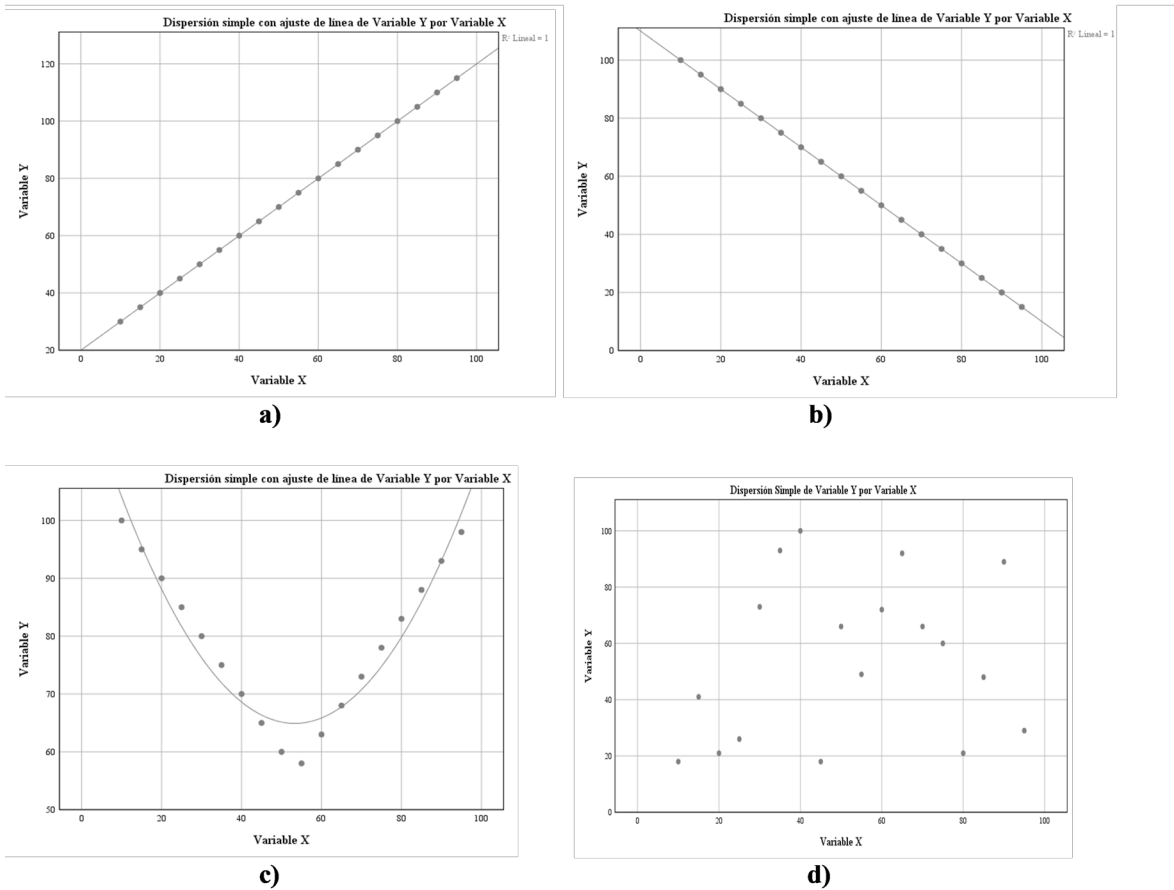 Dispersión simple con ajuste de línea de Variable Y por Variable X
R² Lineal = 1
120
100
80
60
40
20
Variable Y
0 20 40 60 80 100
Variable X
a)
Dispersión simple con ajuste de línea de Variable Y por Variable X
R² Lineal = 1
100
80
60
40
20
0
Variable Y
0 20 40 60 80 100
Variable X
b)
Dispersión simple con ajuste de línea de Variable Y por Variable X
100
90
80
70
60
50
Variable Y
0 20 40 60 80 100
Variable X
c)
Dispersión Simple de Variable Y por Variable X
100
80
60
40
20
0
Variable Y
0 20 40 60 80 100
Variable X
d)